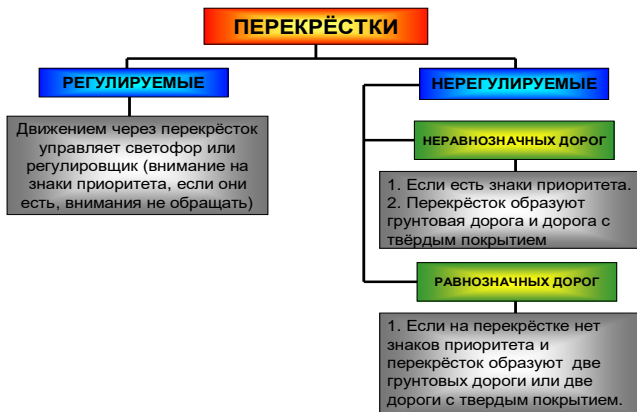 ПЕРЕКРЁСТКИ
РЕГУЛИРУЕМЫЕ
Движением через перекрёсток
управляет светофор или
регулировщик (внимание на
знаки приоритета, если они
есть, внимания не обращать)
НЕРЕГУЛИРУЕМЫЕ
НЕРАВНОЗНАЧНЫХ ДОРОГ
1. Если есть знаки приоритета.
2. Перекрёсток образуют
грунтовая дорога и дорога с
твёрдым покрытием
РАВНОЗНАЧНЫХ ДОРОГ
1. Если на перекрёстке нет
знаков приоритета и
перекрёсток образуют две
грунтовых дороги или две
дороги с твердым покрытием.